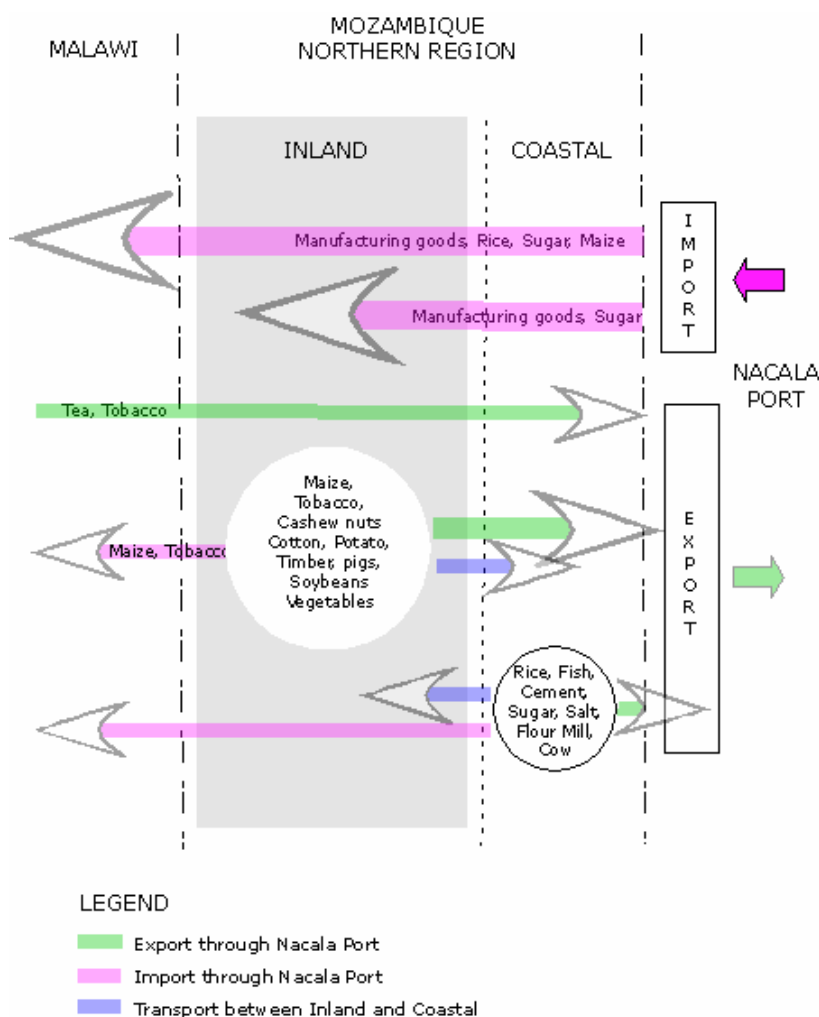 MOZAMBIQUE
NORTHERN REGION
MALAWI
INLAND
COASTAL
IMPORT
Manufacturing goods, Rice, Sugar, Maize
Manufacturing goods, Sugar
NACALA
PORT
Tea, Tobacco
EXPORT
Maize,
Tobacco,
Cashew nuts
Cotton, Potato,
Timber, pigs,
Soybeans
Vegetables
Maize, Tobacco
Rice, Fish,
Cement,
Sugar, Salt,
Flour Mill,
Cow
LEGEND
Export through Nacala Port
Import through Nacala Port
Transport between Inland and Coastal